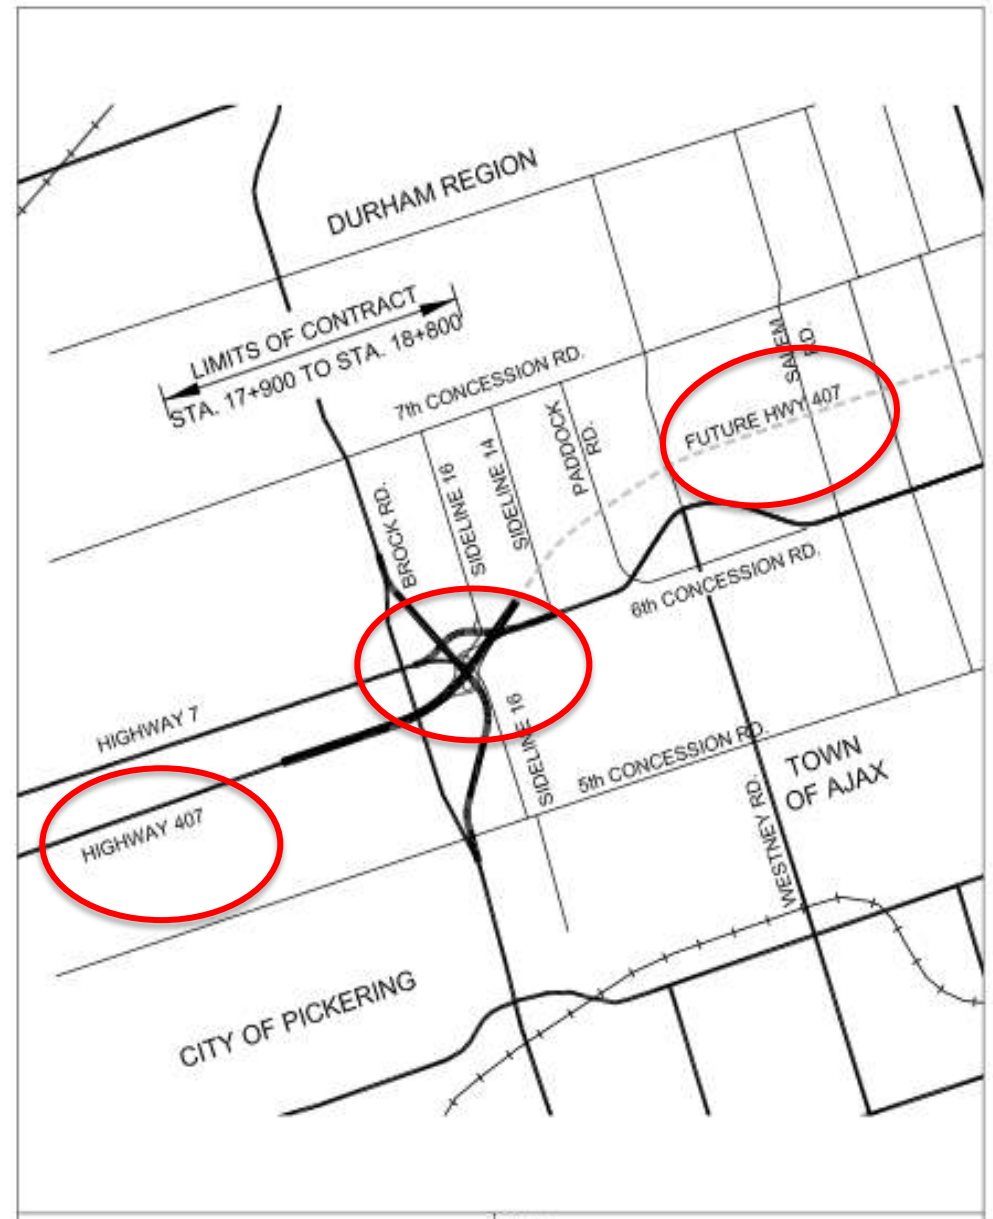 DURHAM REGION
LIMITS OF CONTRACT
STA. 17+900 TO STA. 18+800
7th CONCESSION RD.
SALEM
RD.
FUTURE HWY 407
PADDOCK
RD.
SIDELINE 14
SIDELINE 16
BROCK RD.
6th CONCESSION RD.
HIGHWAY 7
SIDELINE 16
5th CONCESSION RD.
HIGHWAY 407
TOWN
OF AJAX
WESTNEY RD.
CITY OF PICKERING